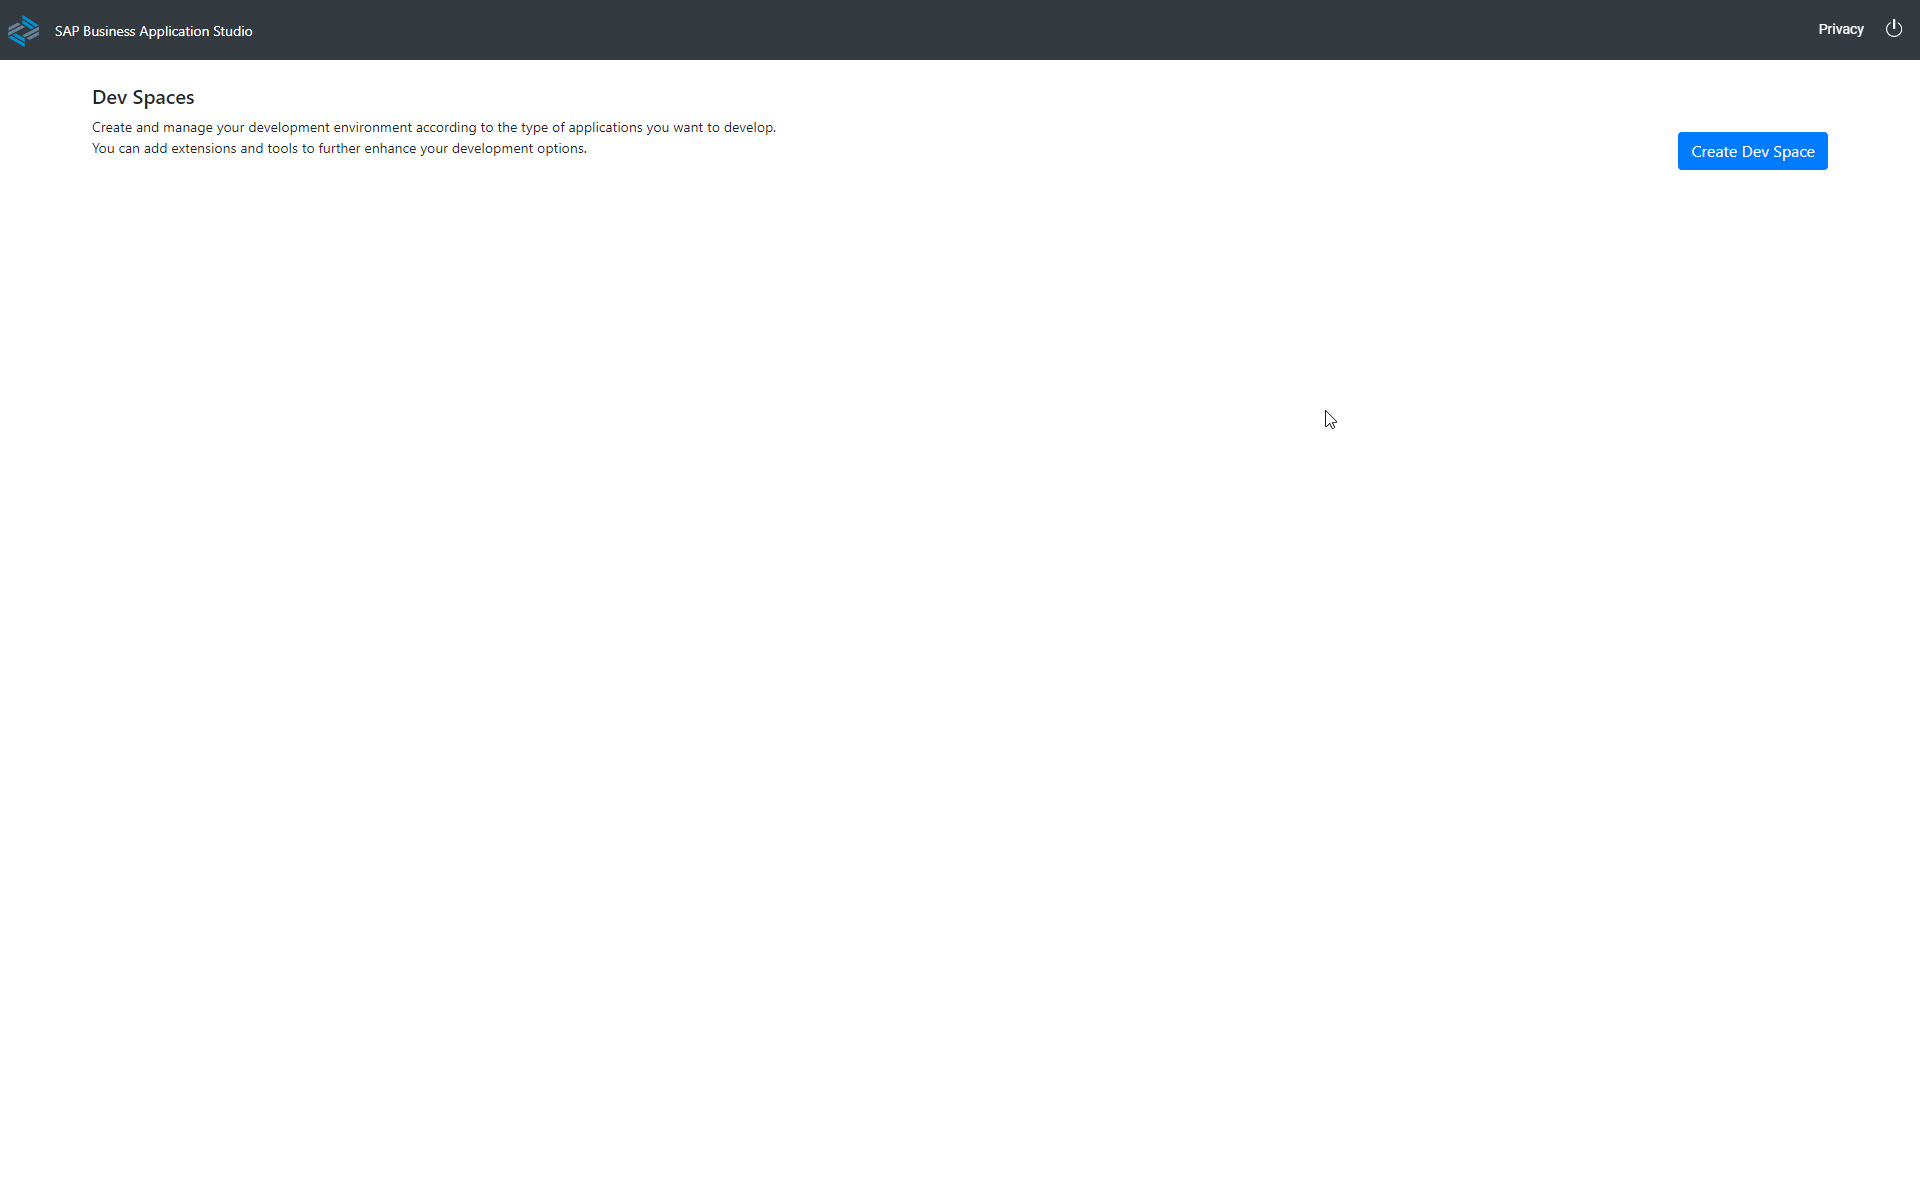 SAP Business Application Studio
Privacy
Dev Spaces
Create and manage your development environment according to the type of applications you want to develop.
You can add extensions and tools to further enhance your development options.
Create Dev Space